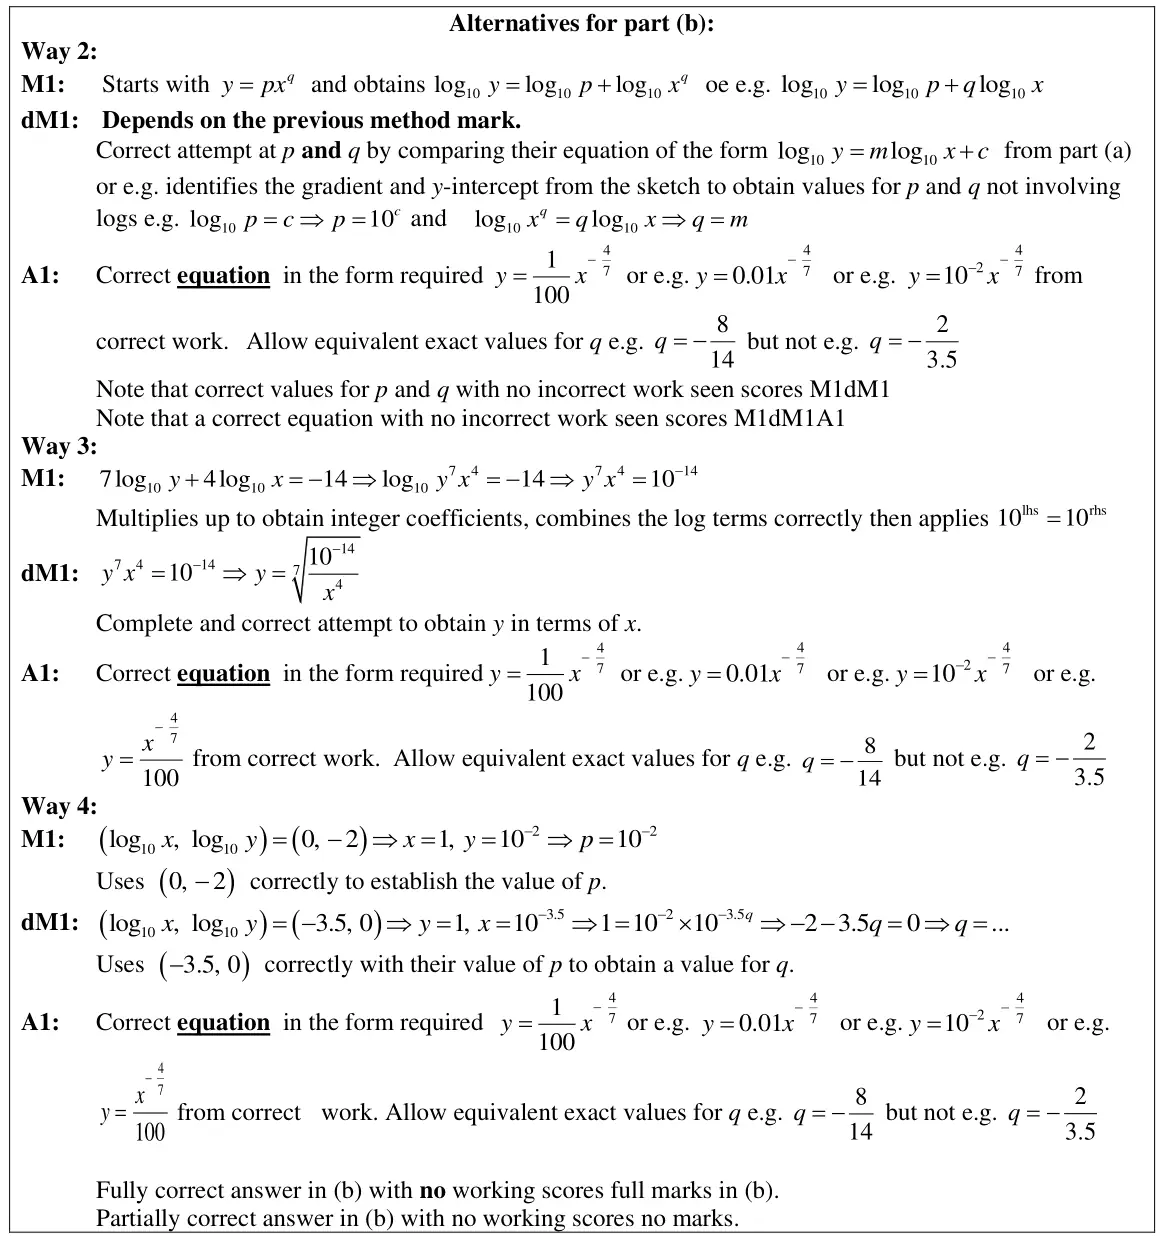 Alternatives for part (b):
Way 2:
M1: Starts with y = px^q and obtains log₁₀ y = log₁₀ p + log₁₀ x^q oe e.g. log₁₀ y = log₁₀ p + q log₁₀ x
dM1: Depends on the previous method mark.
Correct attempt at p and q by comparing their equation of the form log₁₀ y = m log₁₀ x + c from part (a)
or e.g. identifies the gradient and y-intercept from the sketch to obtain values for p and q not involving
logs e.g. log₁₀ p = c ⇒ p = 10^c and log₁₀ x^q = q log₁₀ x ⇒ q = m
A1: Correct equation in the form required y = 1/100 x^(−4/7) or e.g. y = 0.01x^(−4/7) or e.g. y = 10^(−2) x^(−4/7) from
correct work. Allow equivalent exact values for q e.g. q = −8/14 but not e.g. q = −2/3.5
Note that correct values for p and q with no incorrect work seen scores M1dM1
Note that a correct equation with no incorrect work seen scores M1dM1A1
Way 3:
M1: 7log₁₀ y + 4log₁₀ x = −14 ⇒ log₁₀ y^7 x^4 = −14 ⇒ y^7 x^4 = 10^(−14)
Multiplies up to obtain integer coefficients, combines the log terms correctly then applies 10^lhs = 10^rhs
dM1: y^7 x^4 = 10^(−14) ⇒ y = ⁷√(10^(−14)/x^4)
Complete and correct attempt to obtain y in terms of x.
A1: Correct equation in the form required y = 1/100 x^(−4/7) or e.g. y = 0.01x^(−4/7) or e.g. y = 10^(−2) x^(−4/7) or e.g.
y = x^(−4/7)/100 from correct work. Allow equivalent exact values for q e.g. q = −8/14 but not e.g. q = −2/3.5
Way 4:
M1: (log₁₀ x, log₁₀ y) = (0, −2) ⇒ x = 1, y = 10^(−2) ⇒ p = 10^(−2)
Uses (0, −2) correctly to establish the value of p.
dM1: (log₁₀ x, log₁₀ y) = (−3.5, 0) ⇒ y = 1, x = 10^(−3.5) ⇒ 1 = 10^(−2) × 10^(−3.5q) ⇒ −2 − 3.5q = 0 ⇒ q = ...
Uses (−3.5, 0) correctly with their value of p to obtain a value for q.
A1: Correct equation in the form required y = 1/100 x^(−4/7) or e.g. y = 0.01x^(−4/7) or e.g. y = 10^(−2) x^(−4/7) or e.g.
y = x^(−4/7)/100 from correct work. Allow equivalent exact values for q e.g. q = −8/14 but not e.g. q = −2/3.5
Fully correct answer in (b) with no working scores full marks in (b).
Partially correct answer in (b) with no working scores no marks.